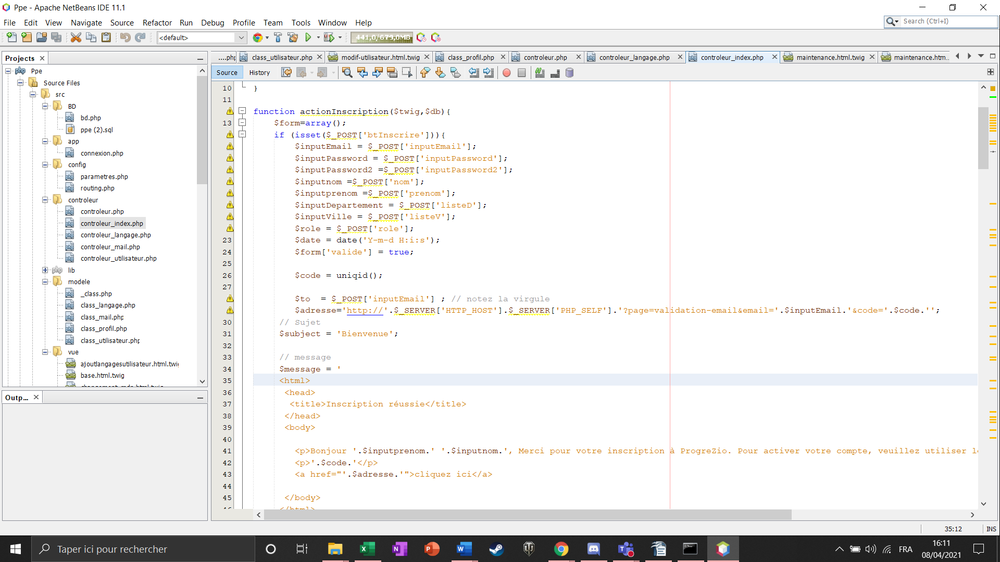 Ppe - Apache NetBeans IDE 11.1
File Edit View Navigate Source Refactor Run Debug Profile Team Tools Window Help
Search (Ctrl+I)
<default>
441,0/679,0MB
Projects
....php
class_utilisateur.php
modif-utilisateur.html.twig
class_profil.php
controleur.php
controleur_langage.php
controleur_index.php
maintenance.html.twig
maintenance.htm...
Source
History
Ppe
Source Files
src
BD
bd.php
ppe (2).sql
app
connexion.php
config
parametres.php
routing.php
controleur
controleur.php
controleur_index.php
controleur_langage.php
controleur_mail.php
controleur_utilisateur.php
lib
modele
_class.php
class_langage.php
class_mail.php
class_profil.php
class_utilisateur.php
vue
ajoutlangagesutilisateur.html.twig
base.html.twig
changement_mdp.html.twig
Outp...
10 }
11
function actionInscription($twig,$db){
13 $form=array();
if (isset($_POST['btInscrire'])){
$inputEmail = $_POST['inputEmail'];
$inputPassword = $_POST['inputPassword'];
$inputPassword2 =$_POST['inputPassword2'];
$inputnom =$_POST['nom'];
$inputprenom =$_POST['prenom'];
$inputDepartement = $_POST['listeD'];
$inputVille = $_POST['listeV'];
$role = $_POST['role'];
23 $date = date('Y-m-d H:i:s');
24 $form['valide'] = true;
25
26 $code = uniqid();
27
$to  = $_POST['inputEmail'] ; // notez la virgule
$adresse='http://'.$_SERVER['HTTP_HOST'].$_SERVER['PHP_SELF'].'?page=validation-email&email='.$inputEmail.'&code='.$code.'';
30 // Sujet
31 $subject = 'Bienvenue';
32
33 // message
34 $message = '
35 <html>
36 <head>
37 <title>Inscription réussie</title>
38 </head>
39 <body>
40
41 <p>Bonjour '.$inputprenom.' '.$inputnom.', Merci pour votre inscription à ProgreZio. Pour activer votre compte, veuillez utiliser l
42 <p>'.$code.'</p>
43 <a href="'.$adresse.'">cliquez ici</a>
44
45 </body>
46 </html>
35:12 INS
Taper ici pour rechercher
FRA
16:11
08/04/2021